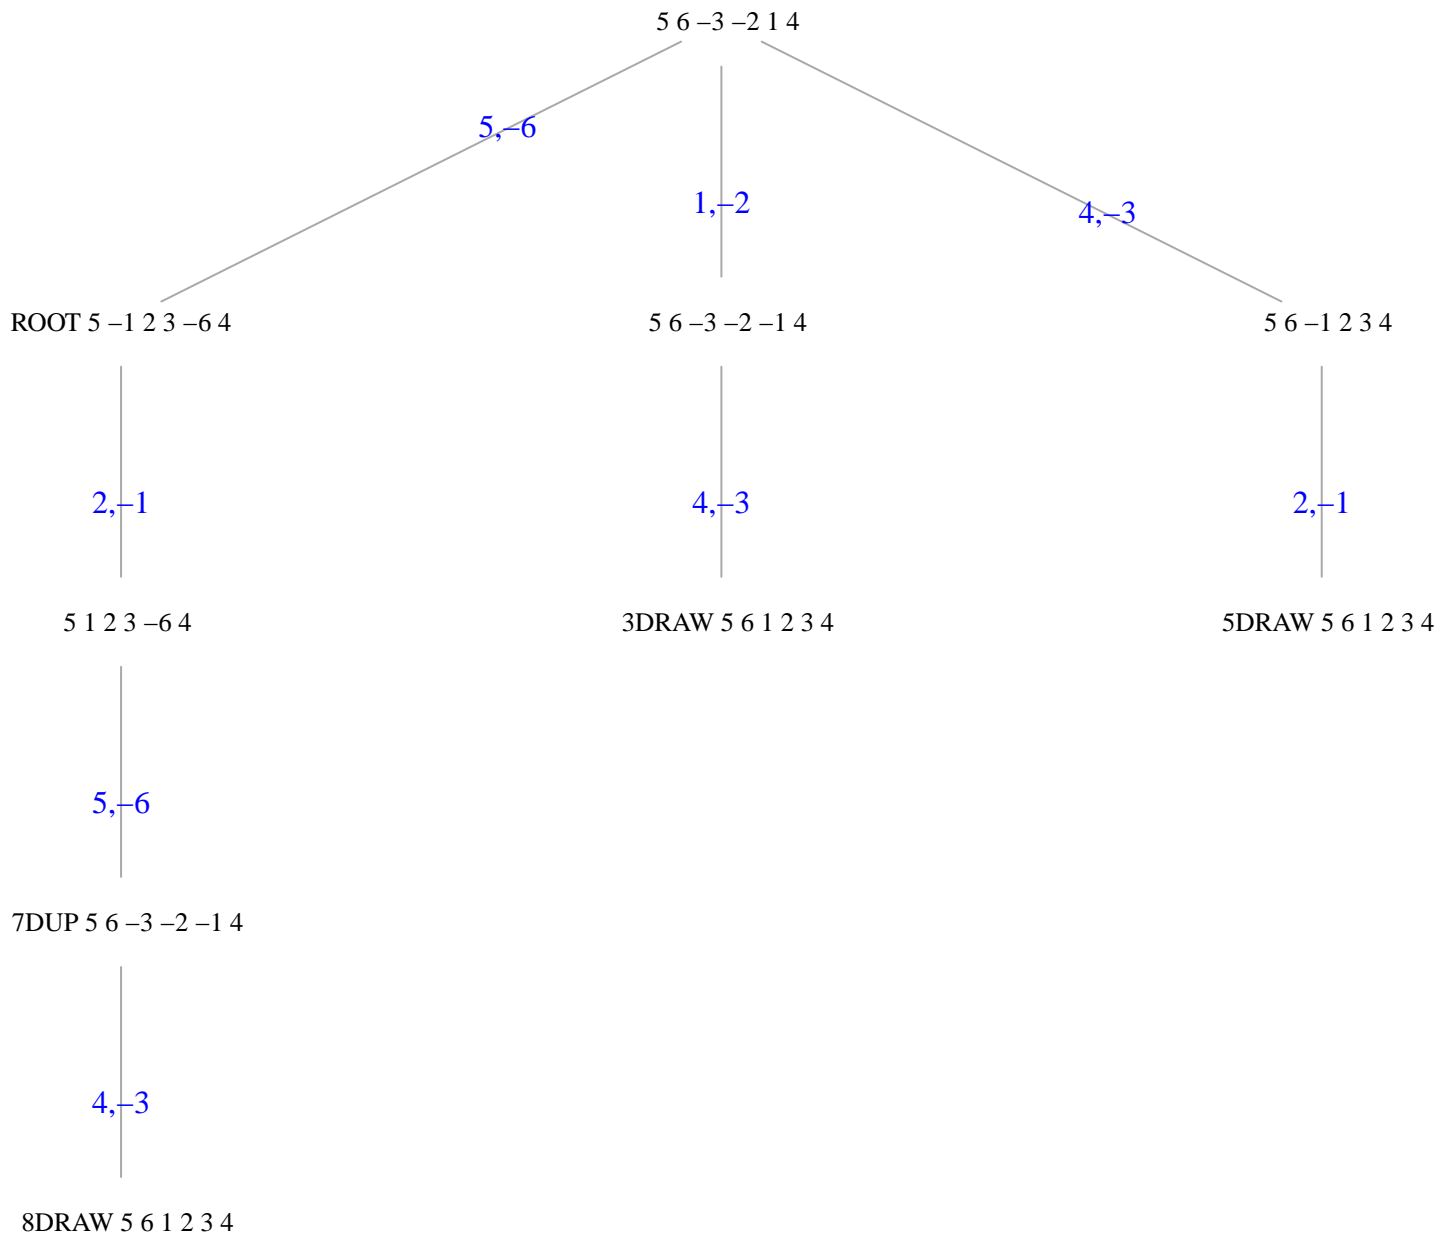 5 6 –3 –2 1 4
5,–6
1,–2
4,–3
ROOT 5 –1 2 3 –6 4
5 6 –3 –2 –1 4
5 6 –1 2 3 4
2,–1
4,–3
2,–1
5 1 2 3 –6 4
3DRAW 5 6 1 2 3 4
5DRAW 5 6 1 2 3 4
5,–6
7DUP 5 6 –3 –2 –1 4
4,–3
8DRAW 5 6 1 2 3 4